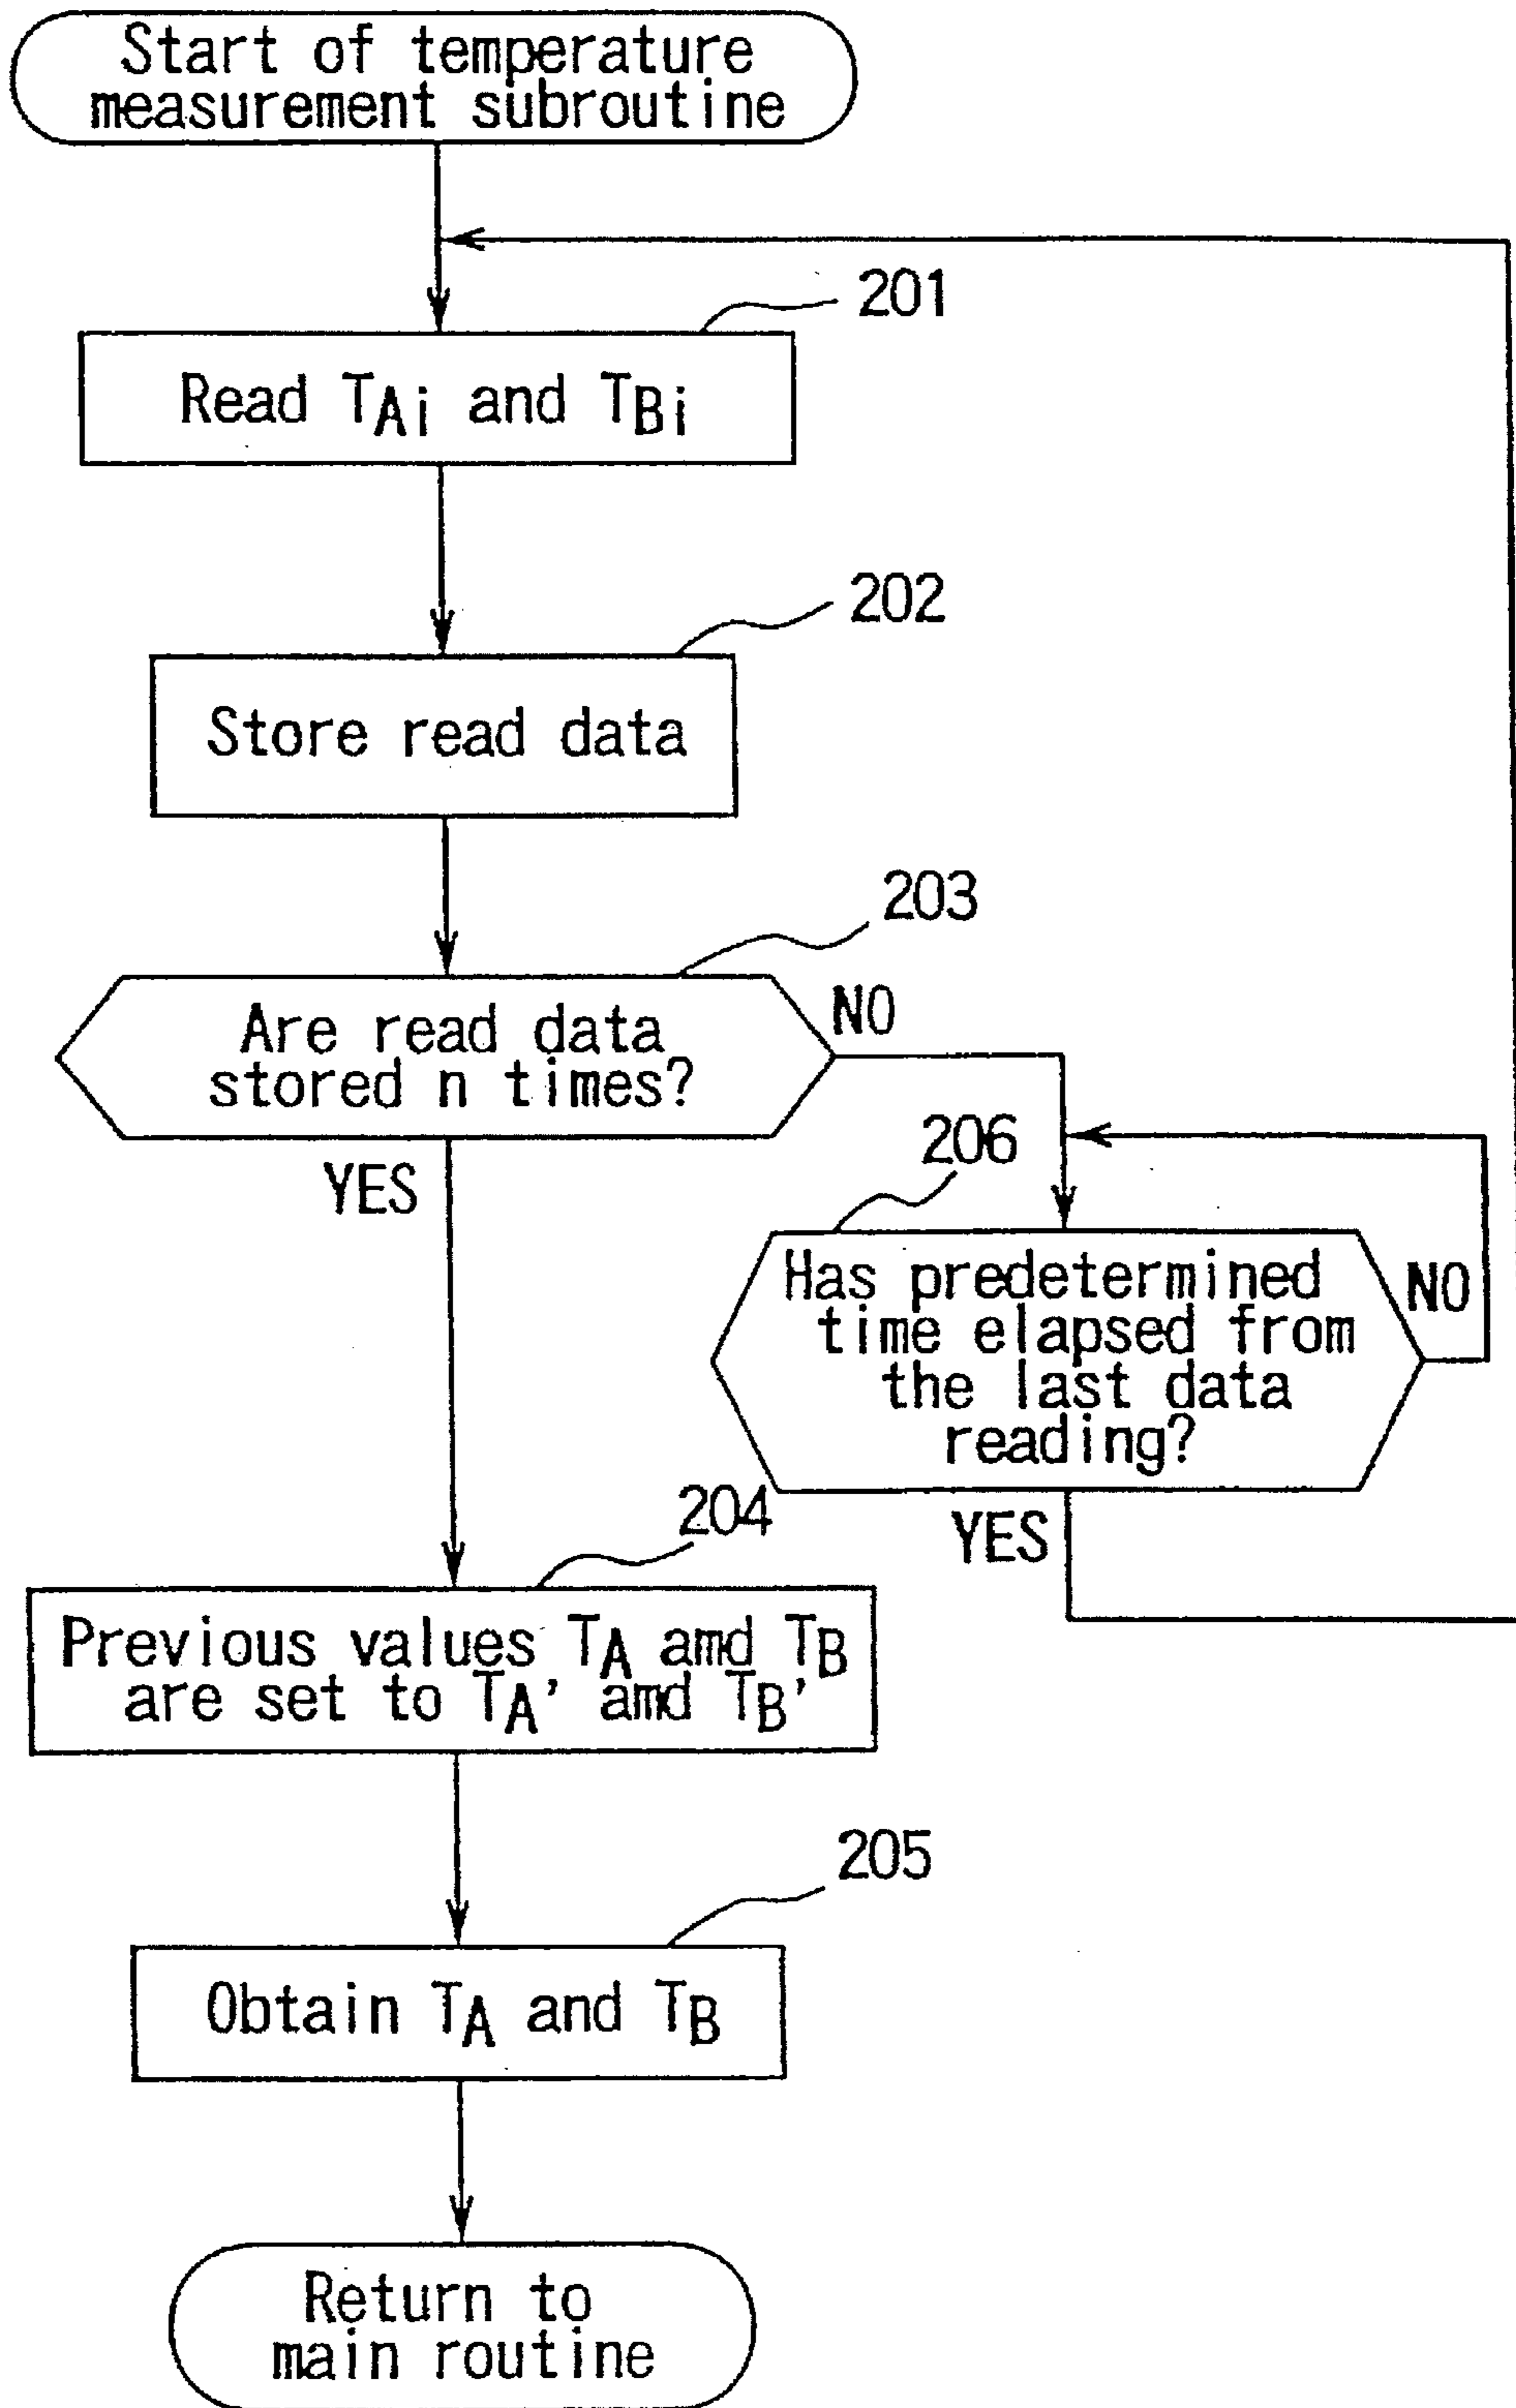 Start of temperature
measurement subroutine
201
Read TAi and TBi
202
Store read data
203
Are read data
stored n times?
NO
YES
206
Has predetermined
time elapsed from
the last data
reading?
NO
YES
204
Previous values TA amd TB
are set to TA' amd TB'
205
Obtain TA and TB
Return to
main routine